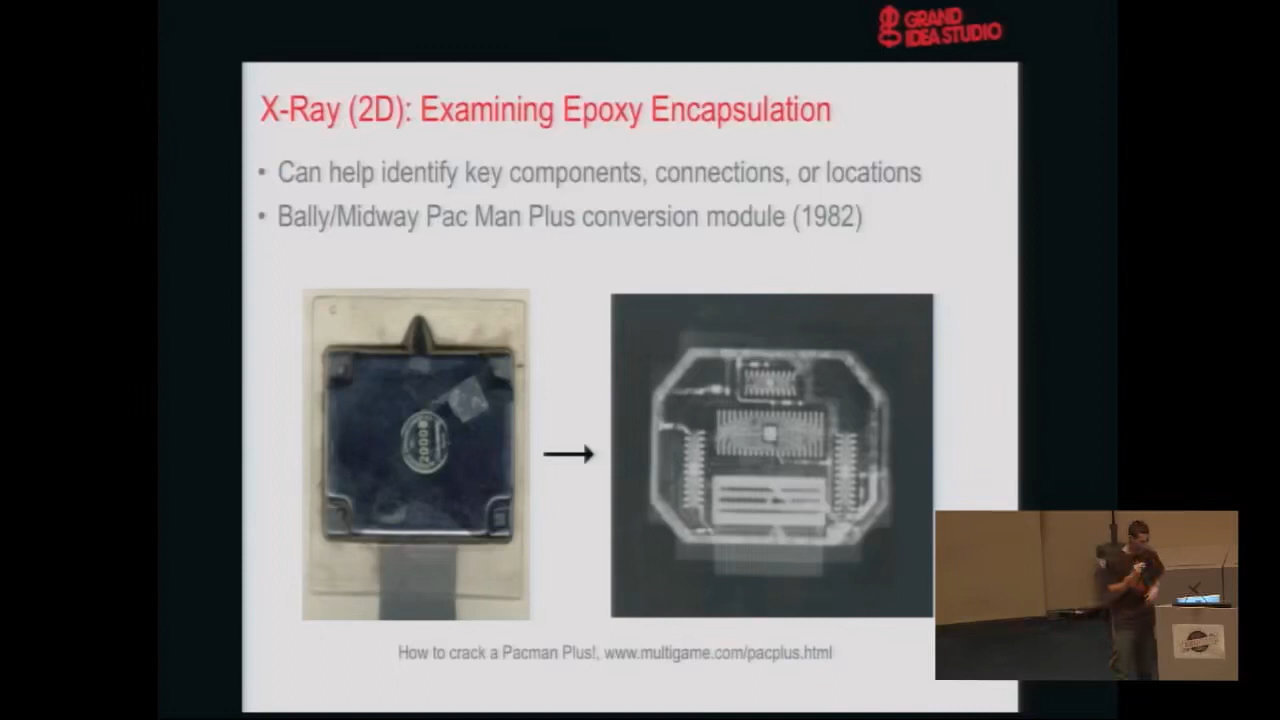 GRAND
IDEA STUDIO
X-Ray (2D): Examining Epoxy Encapsulation
• Can help identify key components, connections, or locations
• Bally/Midway Pac Man Plus conversion module (1982)
How to crack a Pacman Plus!, www.multigame.com/pacplus.html